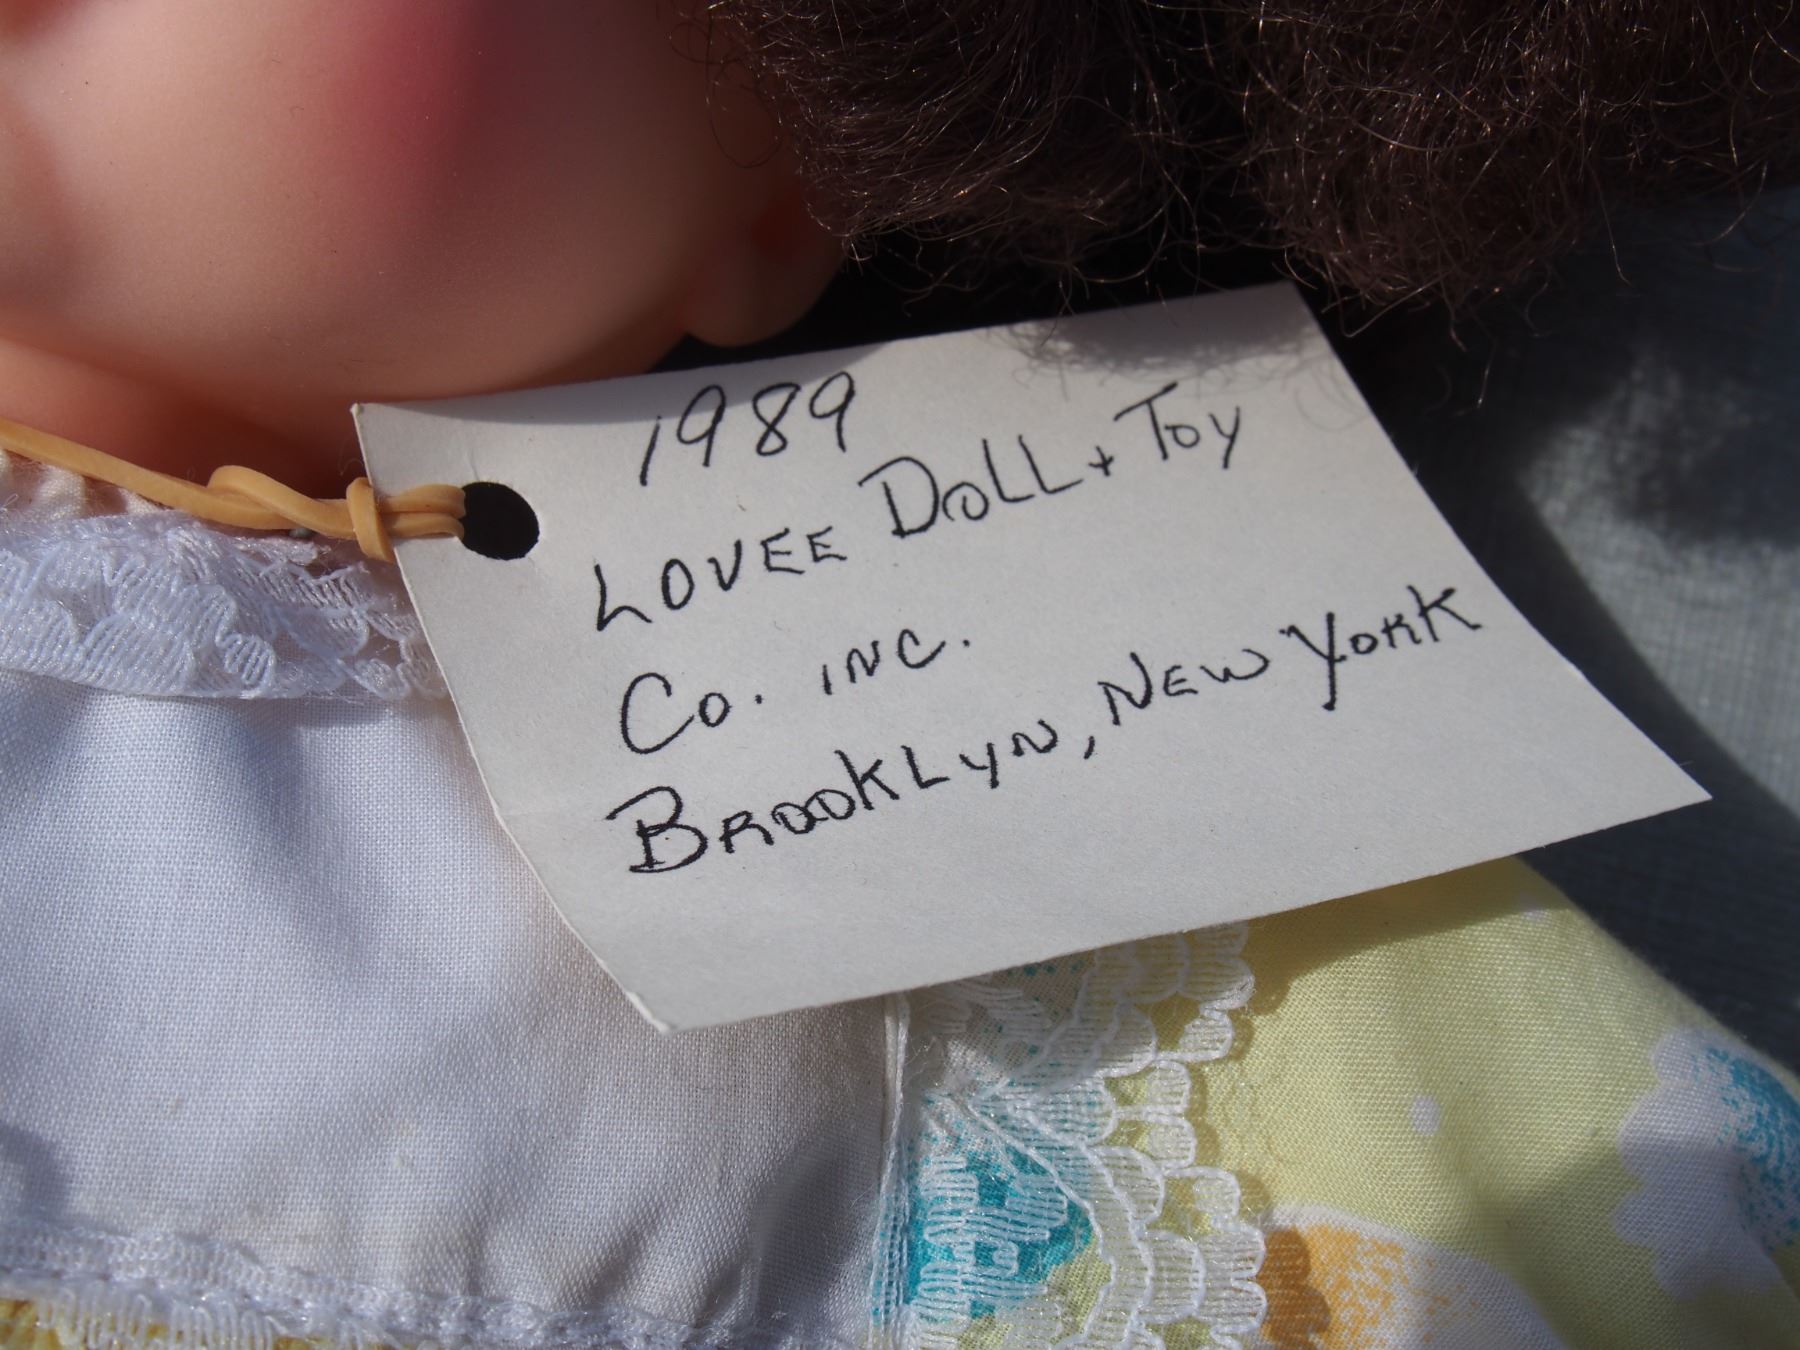 1989
LOVEE DOLL + TOY
CO. INC.
BROOKLYN, NEW YORK